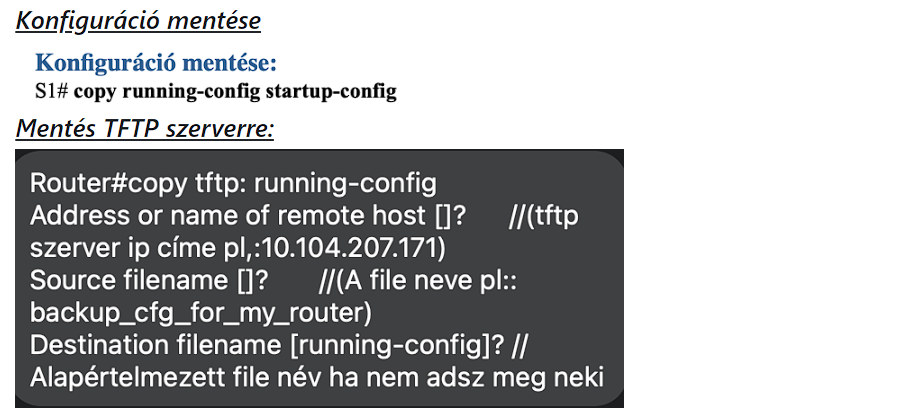 Konfiguráció mentése
Konfiguráció mentése:
S1# copy running-config startup-config
Mentés TFTP szerverre:
Router#copy tftp: running-config
Address or name of remote host []? //(tftp
szerver ip címe pl,:10.104.207.171)
Source filename []? //(A file neve pl::
backup_cfg_for_my_router)
Destination filename [running-config]? //
Alapértelmezett file név ha nem adsz meg neki